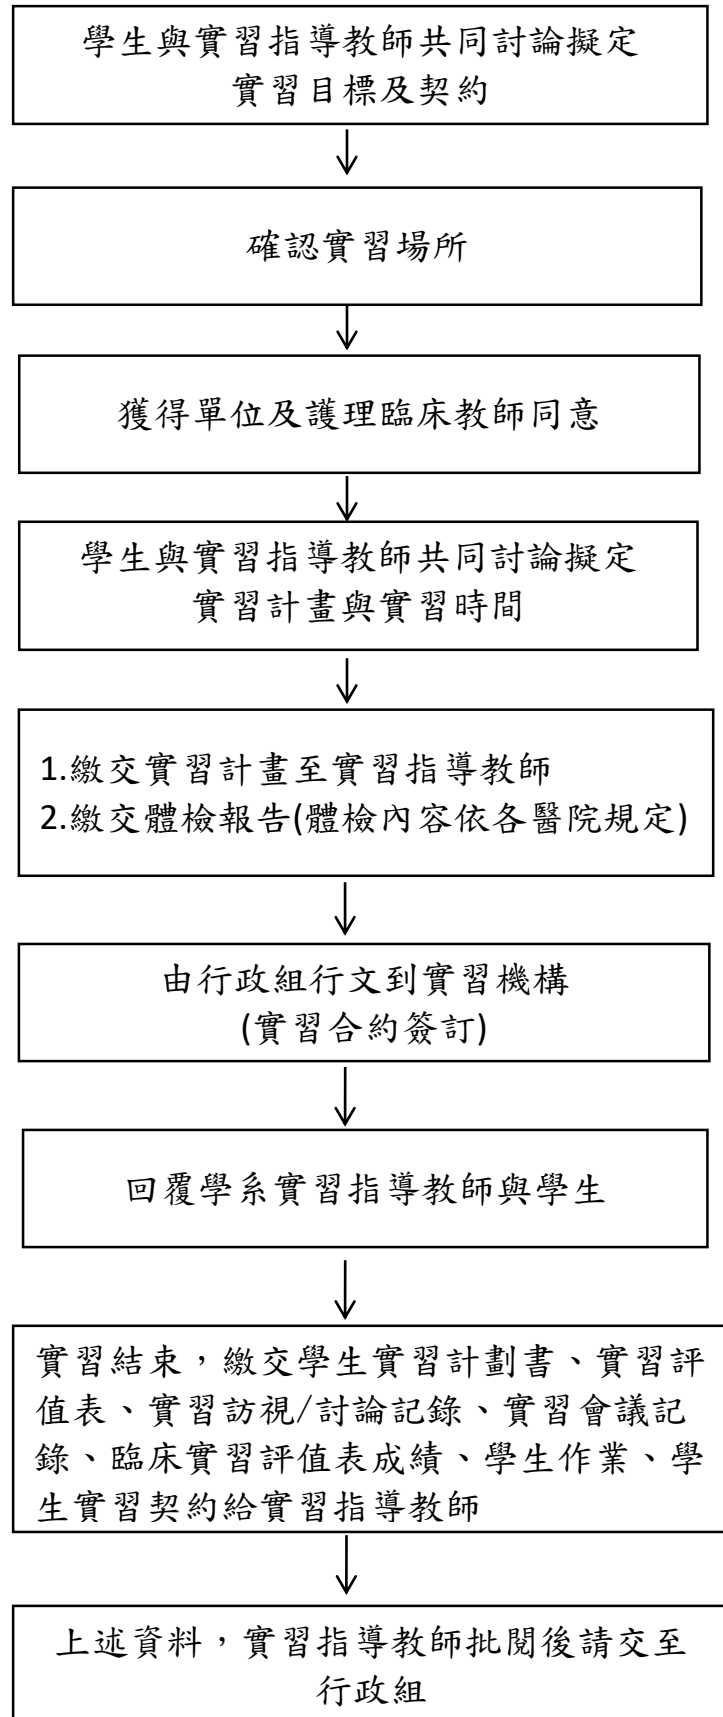 學生與實習指導教師共同討論擬定
實習目標及契約
確認實習場所
獲得單位及護理臨床教師同意
學生與實習指導教師共同討論擬定
實習計畫與實習時間
1.繳交實習計畫至實習指導教師
2.繳交體檢報告(體檢內容依各醫院規定)
由行政組行文到實習機構
(實習合約簽訂)
回覆學系實習指導教師與學生
實習結束，繳交學生實習計劃書、實習評
值表、實習訪視/討論記錄、實習會議記
錄、臨床實習評值表成績、學生作業、學
生實習契約給實習指導教師
上述資料，實習指導教師批閱後請交至
行政組